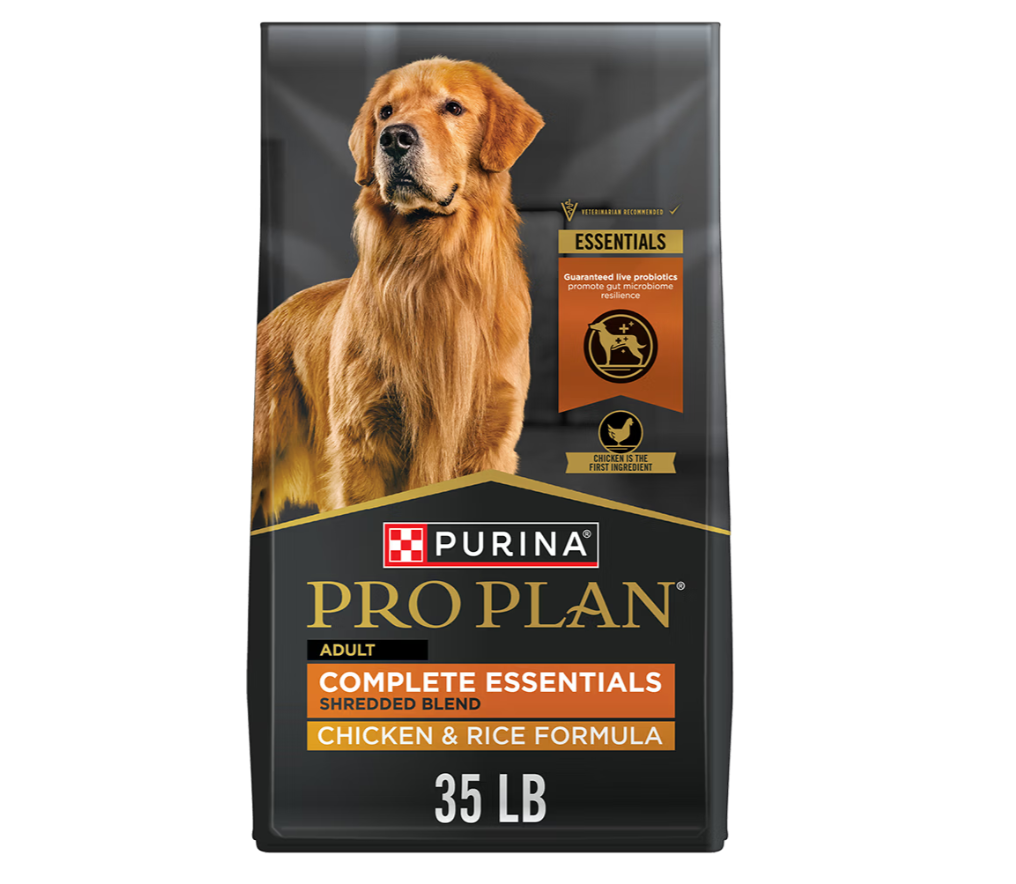 VETERINARIAN RECOMMENDED
ESSENTIALS
Guaranteed live probiotics
promote gut microbiome
resilience
CHICKEN IS THE
FIRST INGREDIENT
PURINA®
PRO PLAN®
ADULT
COMPLETE ESSENTIALS
SHREDDED BLEND
CHICKEN & RICE FORMULA
35 LB